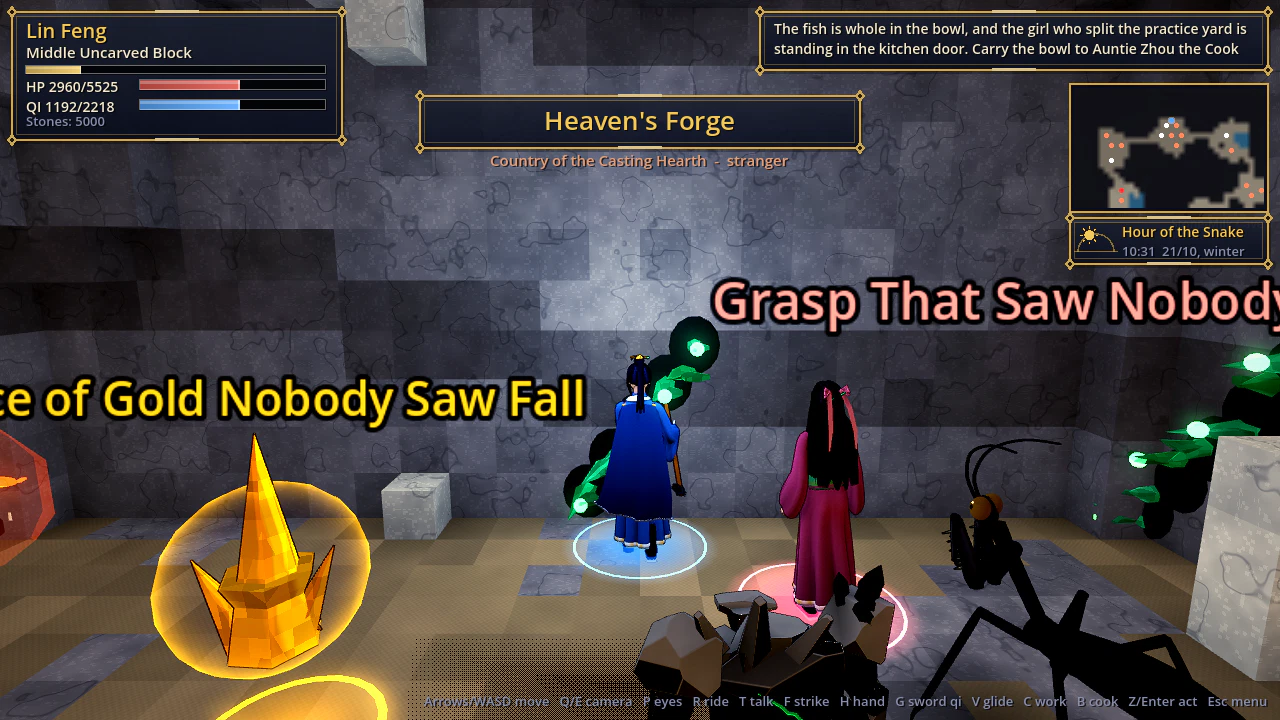 Lin Feng
Middle Uncarved Block
HP 2960/5525
QI 1192/2218
Stones: 5000
The fish is whole in the bowl, and the girl who split the practice yard is
standing in the kitchen door. Carry the bowl to Auntie Zhou the Cook
Heaven's Forge
Country of the Casting Hearth - stranger
Hour of the Snake
10:31 21/10, winter
Grasp That Saw Nobody
of Gold Nobody Saw Fall
Arrows/WASD move Q/E camera P eyes R ride T talk F strike H hand G sword qi V glide C work B cook Z/Enter act Esc menu